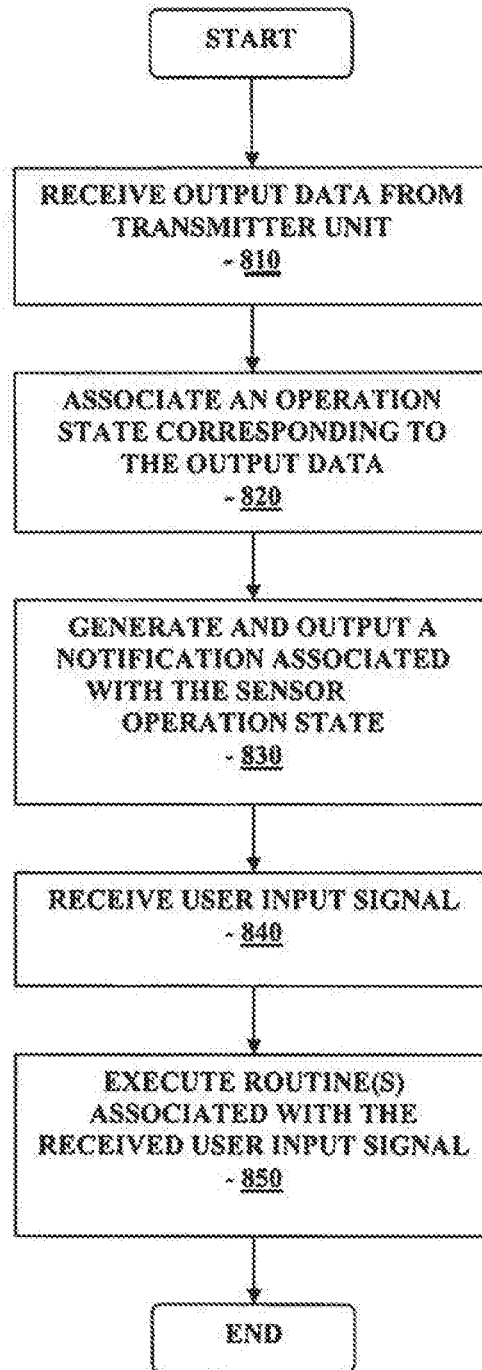 START
RECEIVE OUTPUT DATA FROM
TRANSMITTER UNIT
- 810
ASSOCIATE AN OPERATION
STATE CORRESPONDING TO
THE OUTPUT DATA
- 820
GENERATE AND OUTPUT A
NOTIFICATION ASSOCIATED
WITH THE SENSOR
OPERATION STATE
- 830
RECEIVE USER INPUT SIGNAL
- 840
EXECUTE ROUTINE(S)
ASSOCIATED WITH THE
RECEIVED USER INPUT SIGNAL
- 850
END